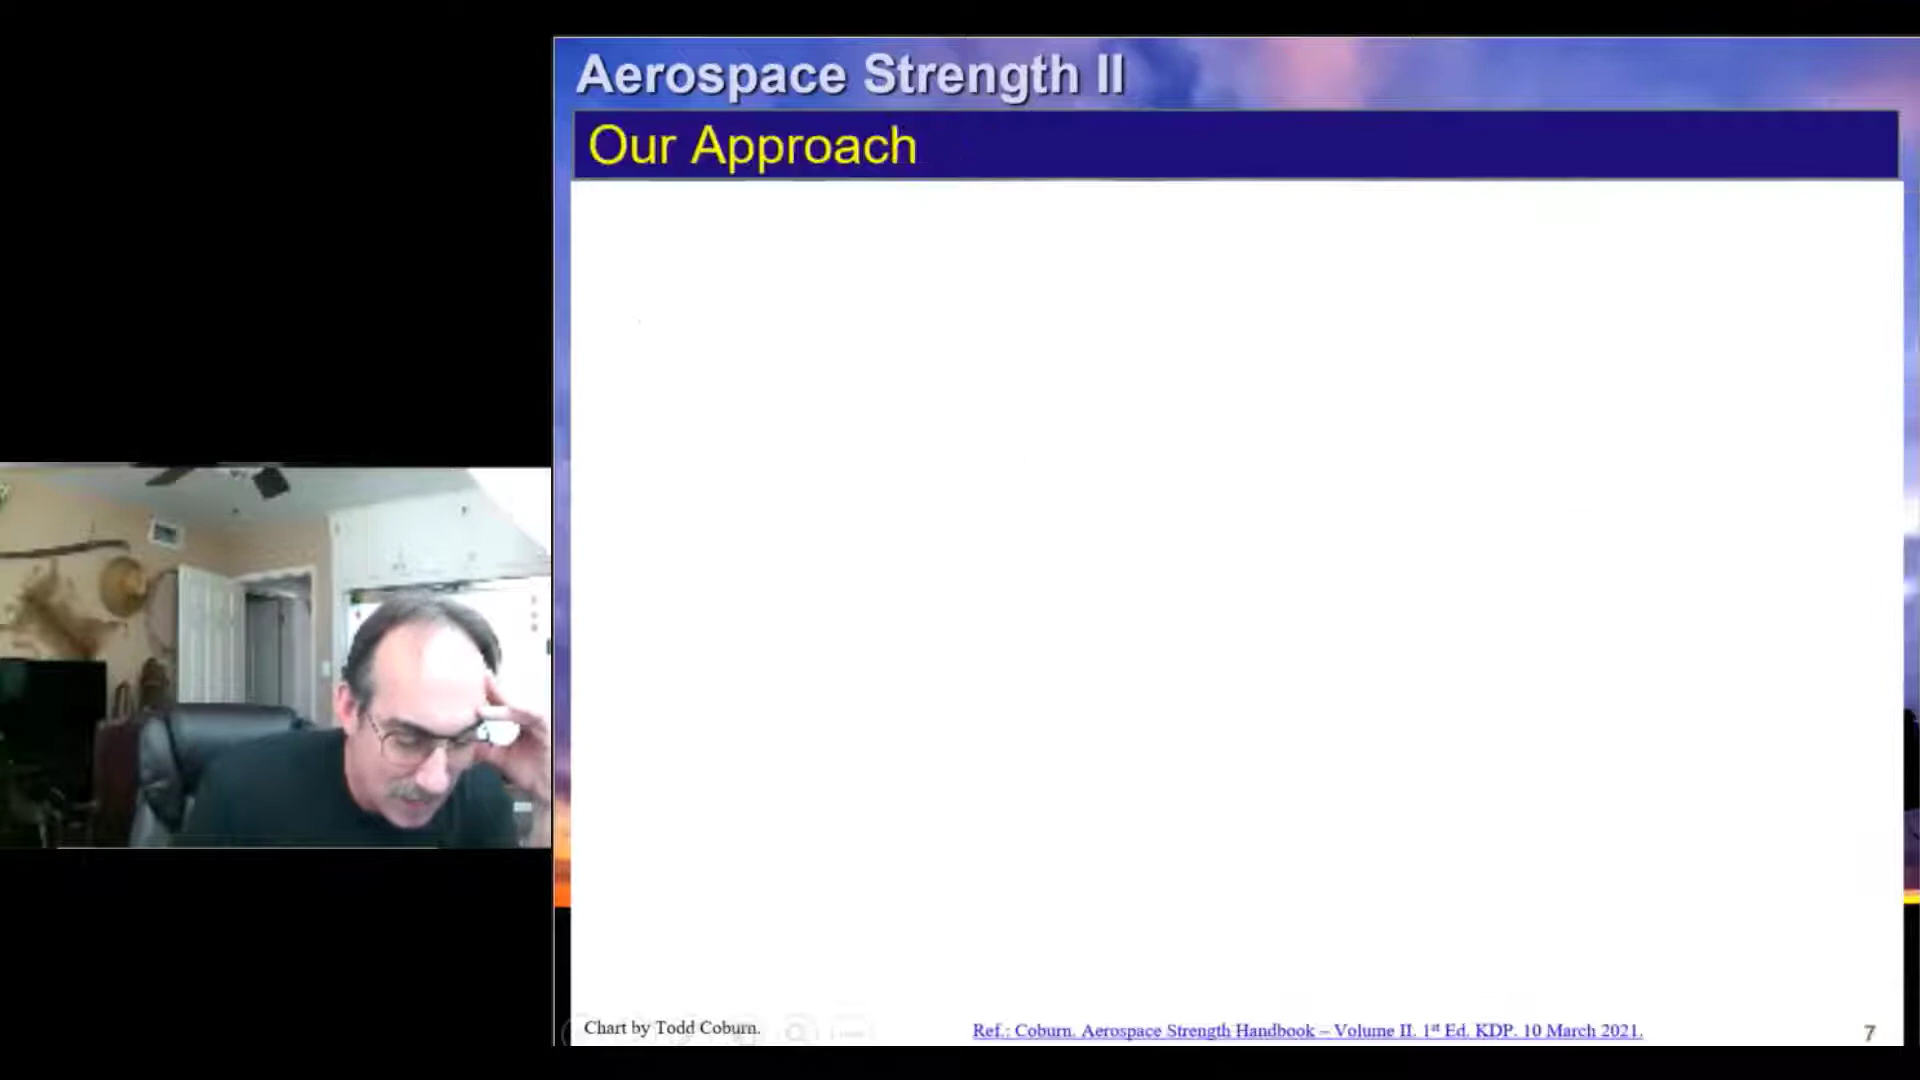 Aerospace Strength II
Our Approach
Chart by Todd Coburn.
Ref.: Coburn. Aerospace Strength Handbook – Volume II. 1st Ed. KDP. 10 March 2021.
7